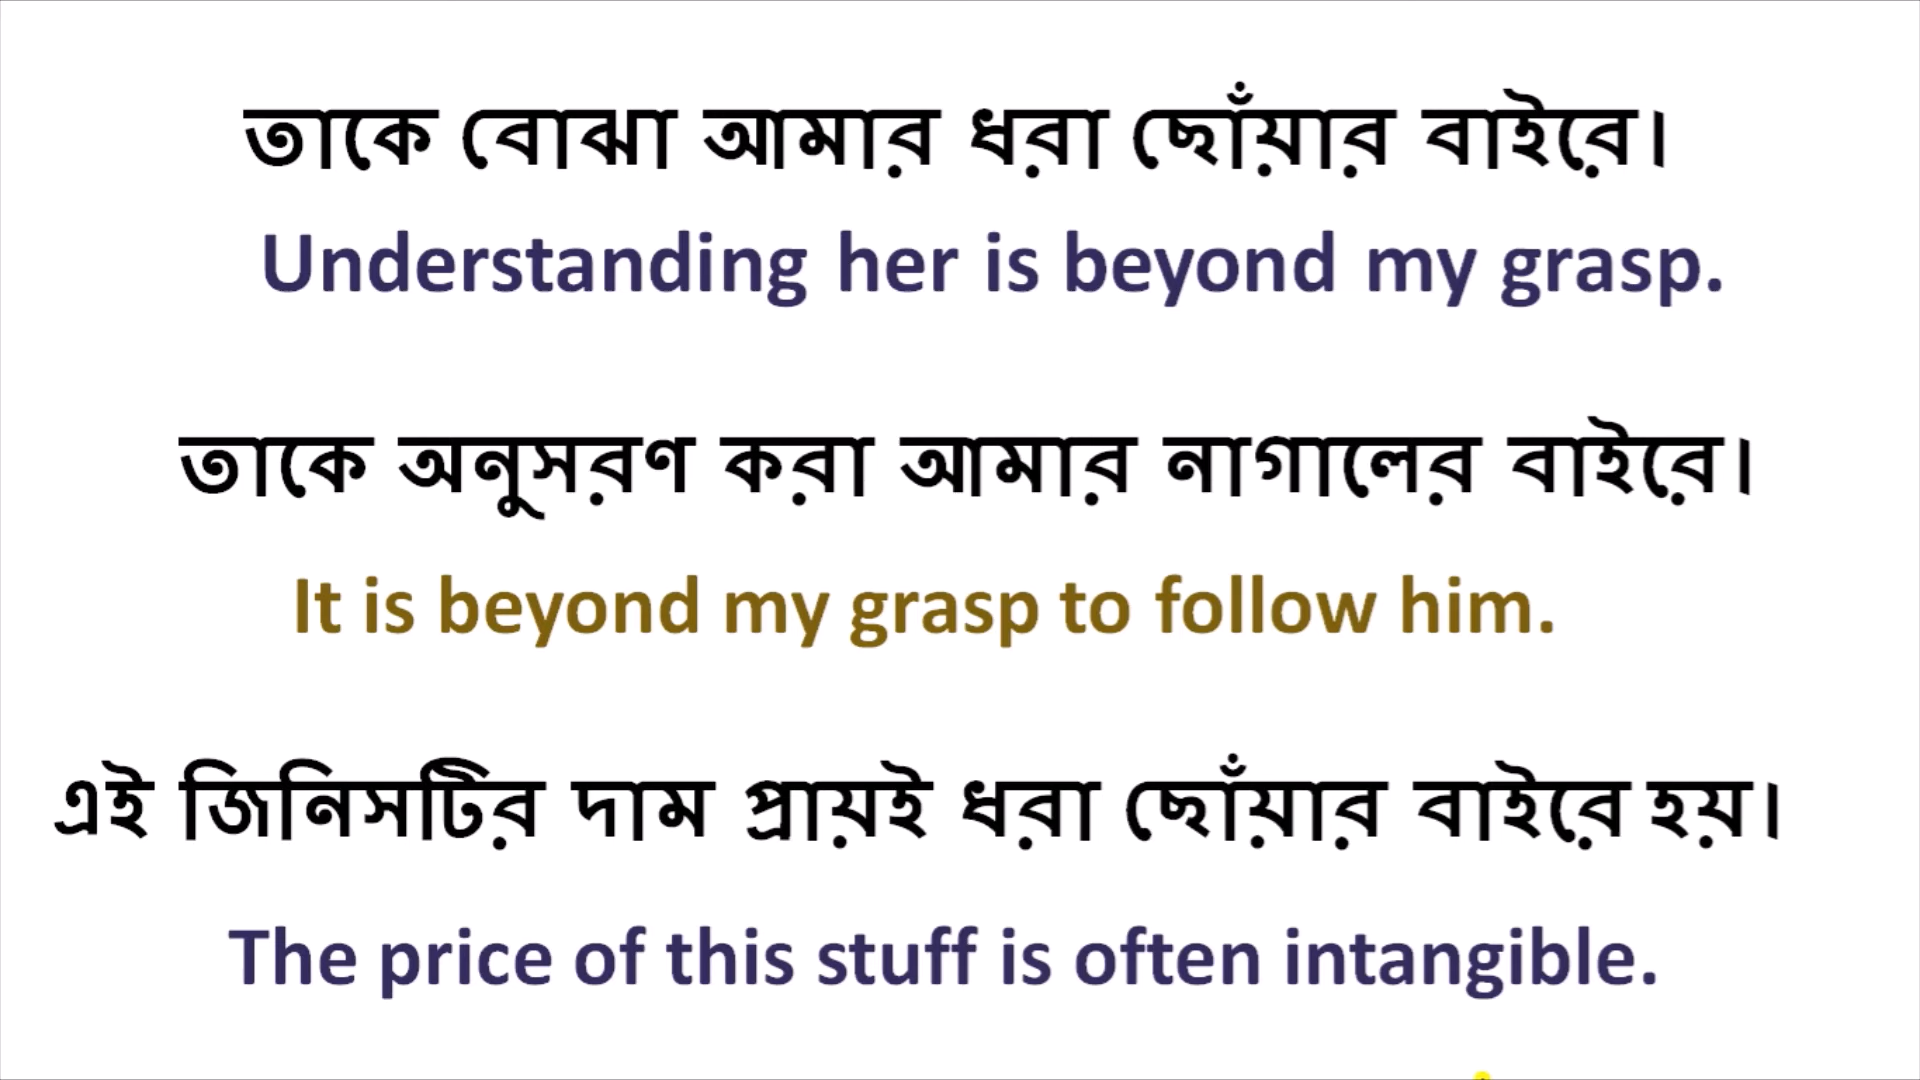 তাকে বোঝা আমার ধরা ছোঁয়ার বাইরে।
Understanding her is beyond my grasp.
তাকে অনুসরণ করা আমার নাগালের বাইরে।
It is beyond my grasp to follow him.
এই জিনিসটির দাম প্রায়ই ধরা ছোঁয়ার বাইরে হয়।
The price of this stuff is often intangible.